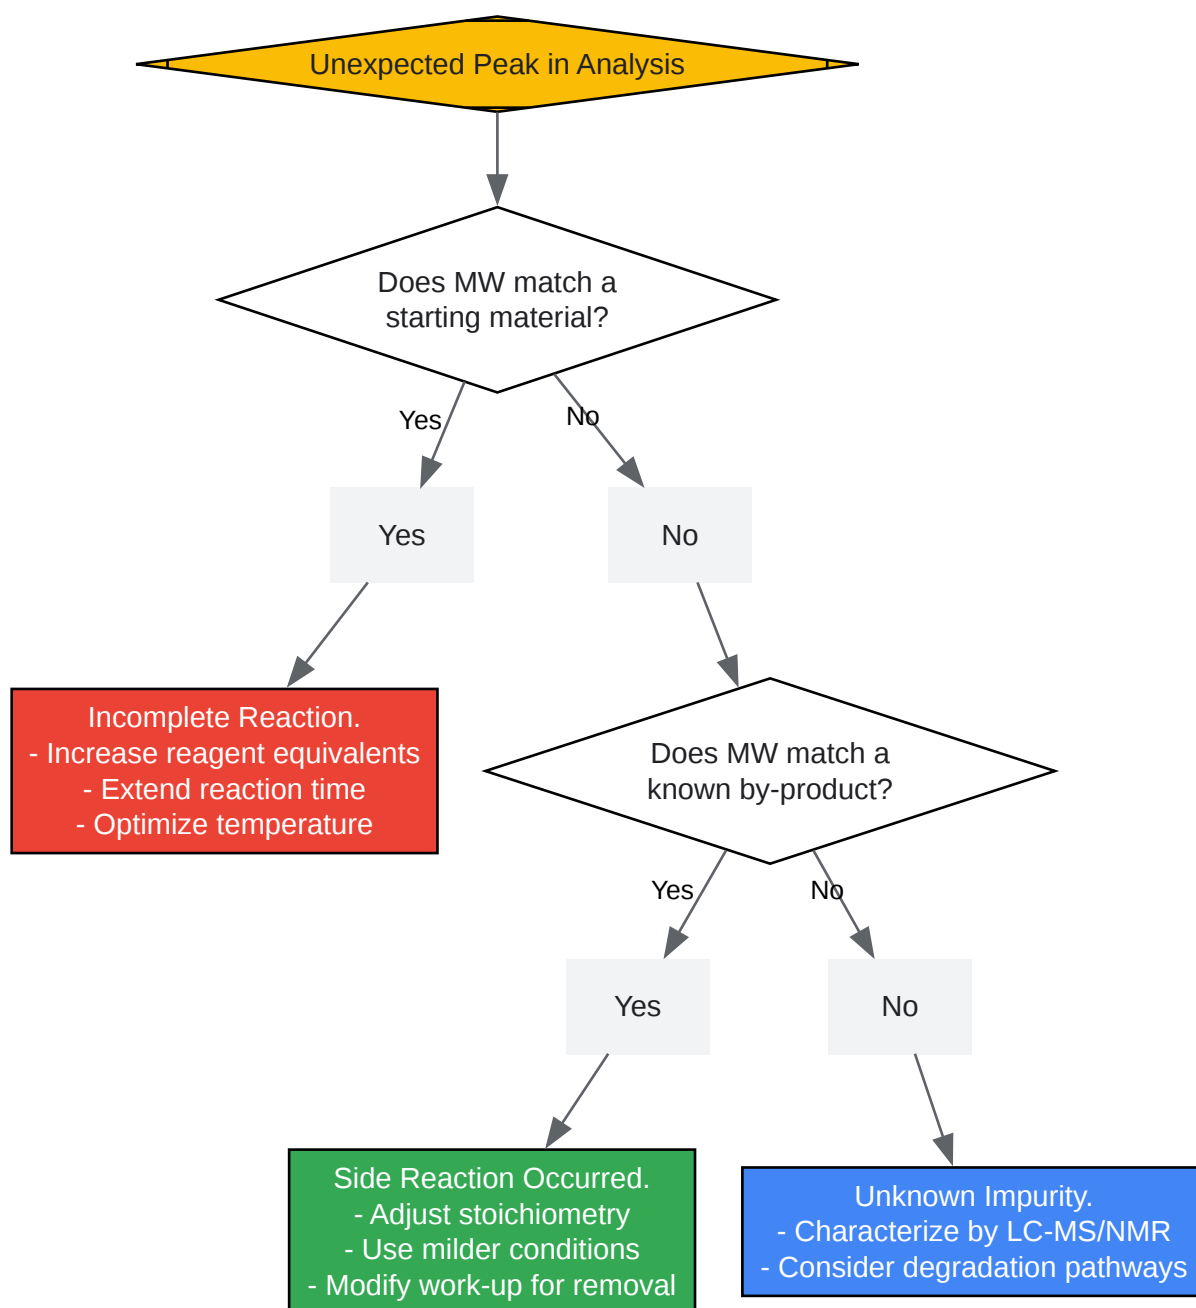 Unexpected Peak in Analysis
Does MW match a
starting material?
Yes
No
Yes
No
Incomplete Reaction.
- Increase reagent equivalents
- Extend reaction time
- Optimize temperature
Does MW match a
known by-product?
Yes
No
Yes
No
Side Reaction Occurred.
- Adjust stoichiometry
- Use milder conditions
- Modify work-up for removal
Unknown Impurity.
- Characterize by LC-MS/NMR
- Consider degradation pathways